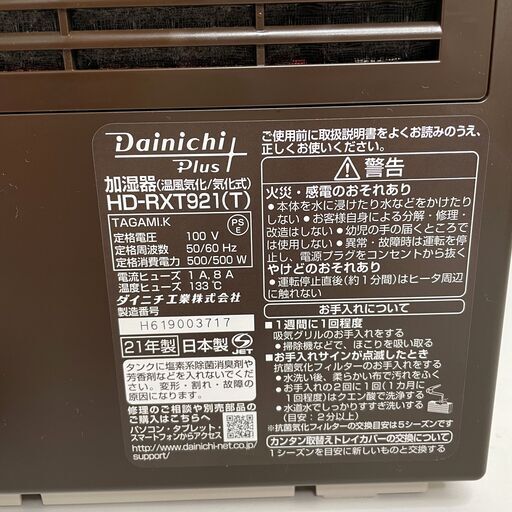 Dainichi
Plus
加湿器(温風気化/気化式)
HD-RXT921(T)
TAGAMI.K
PS
E
定格電圧 100 V
定格周波数 50/60 Hz
定格消費電力 500/500 W
電流ヒューズ 1 A, 8 A
温度ヒューズ 133℃
ダイニチ工業株式会社
製造番号
H619003717
21年製 日本製
S
JET
タンクに塩素系除菌消臭剤や
芳香剤などを入れないでくだ
さい。変形・割れ・故障の
原因になります。
修理のご相談や別売部品の
ご購入はこちらへ
パソコン・タブレット・
スマートフォンからアクセス
http://www.dainichi-net.co.jp/
support/
ご使用前に取扱説明書をよくお読みのうえ、
正しくお使いください。
警告
火災・感電のおそれあり
●本体を水に浸けたり水などをかけたり
しない ●お客様自身による分解・修理・
改造はしない ●幼児の手の届くところで
は使用しない ●異常・故障時は運転を停
止し、電源プラグをコンセントから抜く
やけどのおそれあり
●運転停止直後(約1分間)はヒータ周辺
に触れない
お手入れについて
■1週間に1回程度
吸気グリルのお手入れをする
●掃除機などで、ほこりを吸い取る
■お手入れサインが点滅したとき
抗菌気化フィルターのお手入れをする
●水洗い後、柔らかい布で汚れをふく
●お手入れの2回に1回(1カ月に
1回程度)はクエン酸で洗浄する
●水道水でしっかりすすぎ洗いする
(目安：2分以上)
※抗菌気化フィルターの交換目安は5シーズンです
カンタン取替えトレイカバーの交換について
1シーズンを目安に新しいものと交換